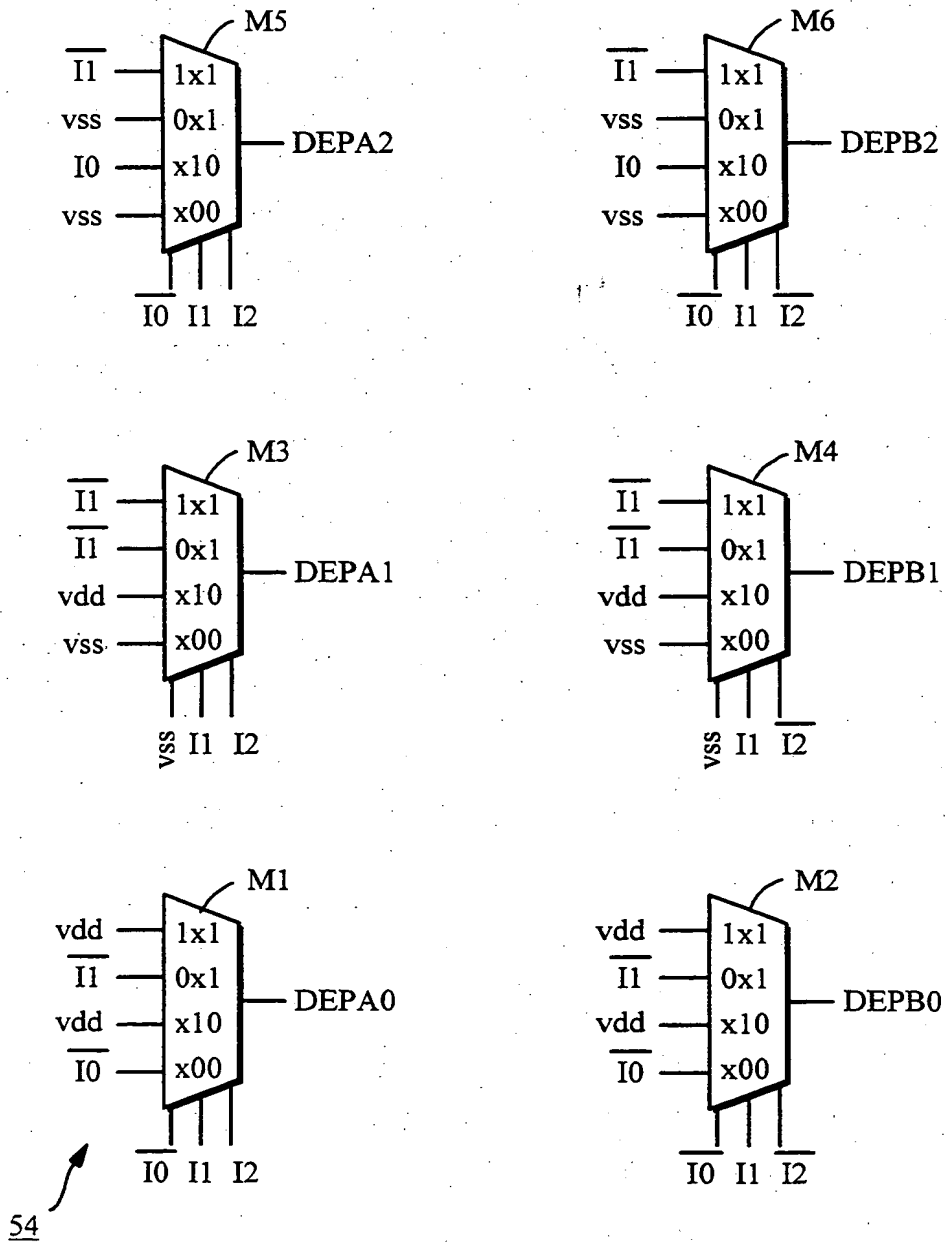 M5
M6
I1
1x1
I1
1x1
vss
0x1
DEPA2
vss
0x1
DEPB2
I0
x10
I0
x10
vss
x00
vss
x00
I0 I1 I2
I0 I1 I2
M3
M4
I1
1x1
I1
1x1
I1
0x1
DEPA1
I1
0x1
DEPB1
vdd
x10
vdd
x10
vss
x00
vss
x00
vss I1 I2
vss I1 I2
M1
M2
vdd
1x1
vdd
1x1
I1
0x1
DEPA0
I1
0x1
DEPB0
vdd
x10
vdd
x10
I0
x00
I0
x00
I0 I1 I2
I0 I1 I2
54